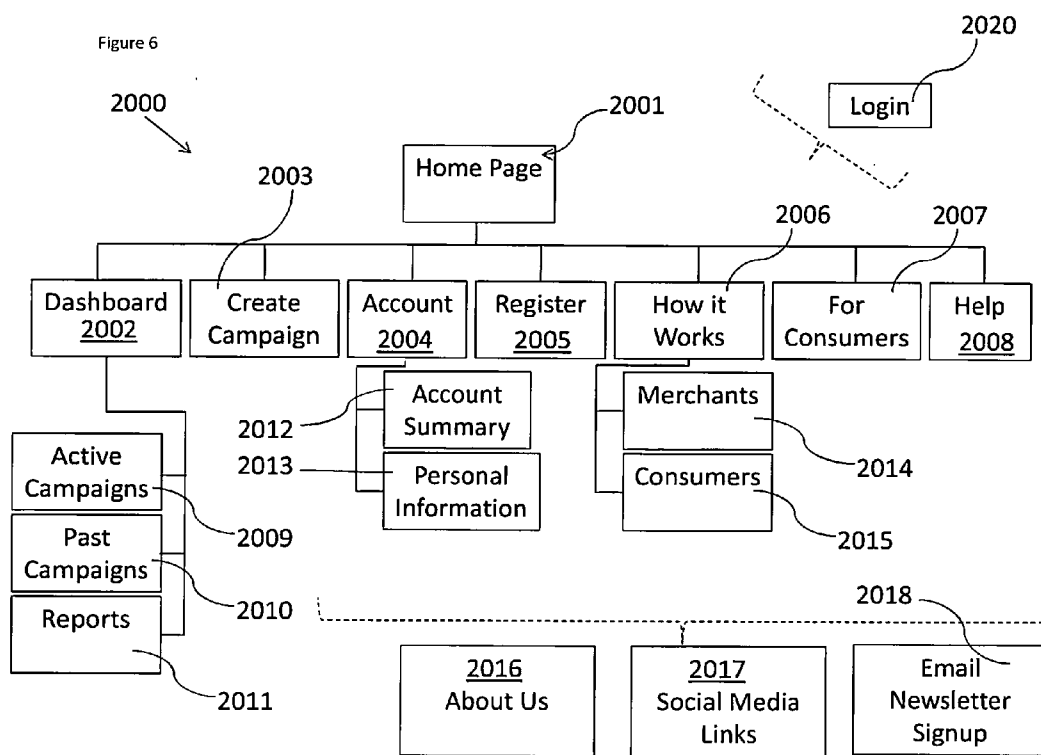 Figure 6
2020
2000
Login
2001
Home Page
2003
2006
2007
Dashboard
2002
Create
Campaign
Account
2004
Register
2005
How it
Works
For
Consumers
Help
2008
2012
Account
Summary
Merchants
2014
2013
Personal
Information
Consumers
2015
Active
Campaigns
2009
Past
Campaigns
2010
Reports
2011
2018
2016
About Us
2017
Social Media
Links
Email
Newsletter
Signup